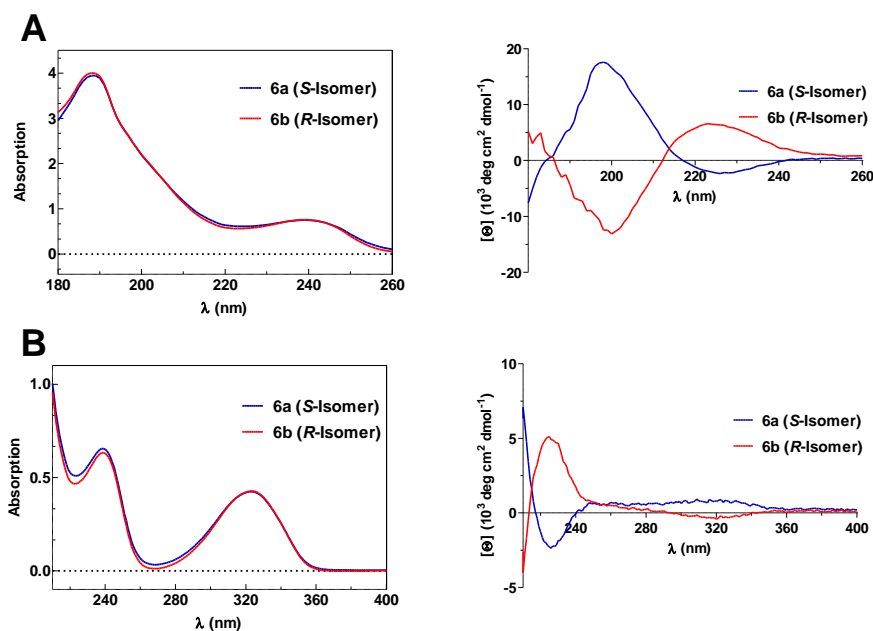 A
Absorption
4
3
2
1
0
180 200 220 240 260
λ (nm)
6a (S-Isomer)
6b (R-Isomer)
[Θ] (10³ deg cm² dmol⁻¹)
20
10
0
-10
-20
200 220 240 260
λ (nm)
6a (S-Isomer)
6b (R-Isomer)
B
Absorption
1.0
0.5
0.0
240 280 320 360 400
λ (nm)
6a (S-Isomer)
6b (R-Isomer)
[Θ] (10³ deg cm² dmol⁻¹)
10
5
0
-5
240 280 320 360 400
λ (nm)
6a (S-Isomer)
6b (R-Isomer)